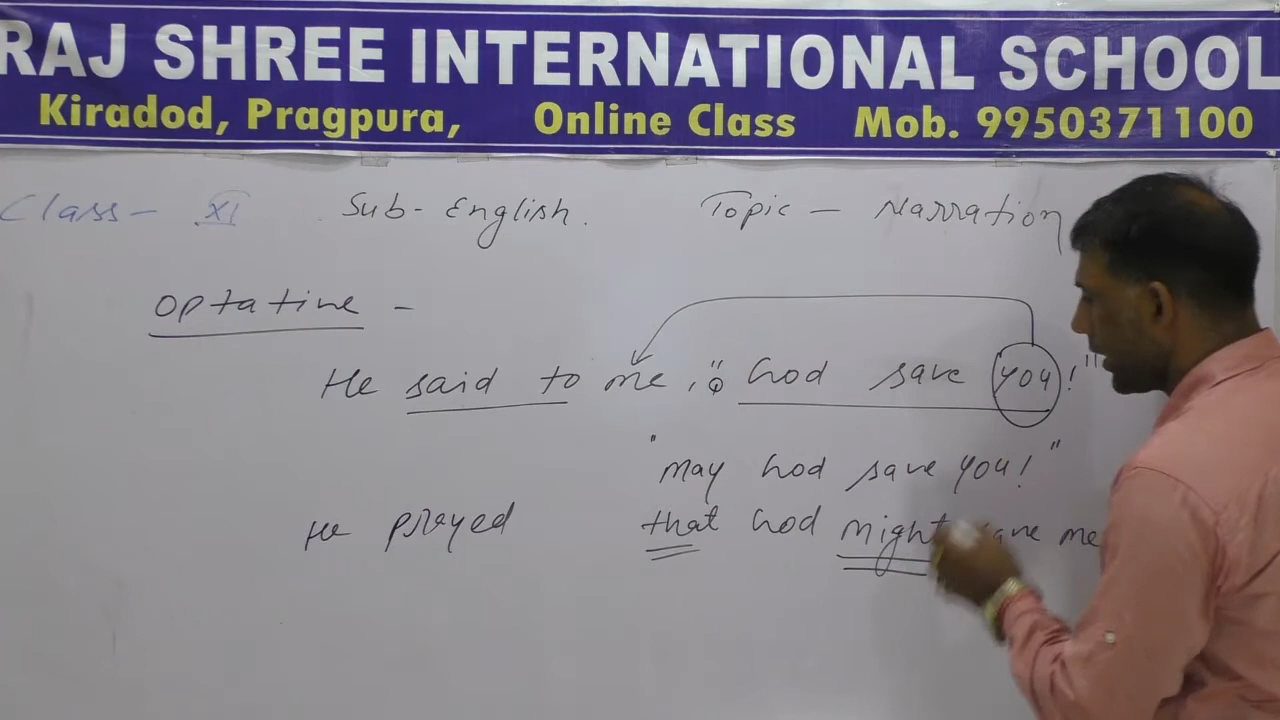 RAJ SHREE INTERNATIONAL SCHOOL
Kiradod, Pragpura, Online Class Mob. 9950371100
Class - XI Sub- English. Topic - Narration
Optative -
He said to me, " God save you!"
"May God save you!"
He prayed that God might save me